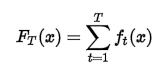 $F_T(x) = \sum_{t=1}^{T} f_t(x)$